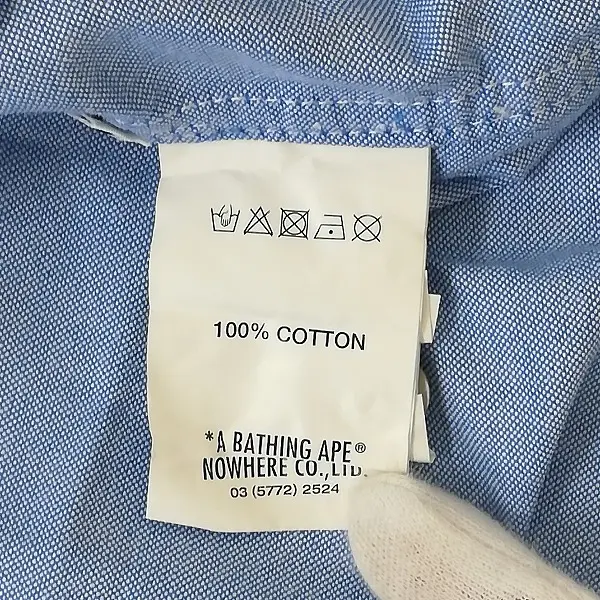 100% COTTON
*A BATHING APE®
NOWHERE CO.,LTD.
03 (5772) 2524